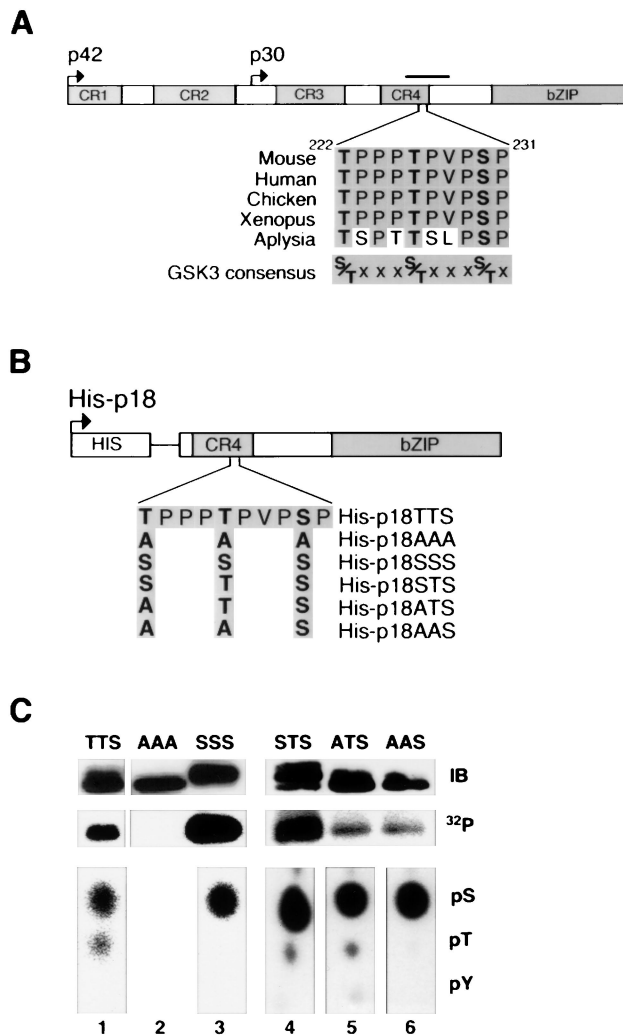 A
p42 p30
CR1 CR2 CR3 CR4 bZIP
222 231
Mouse TPPPTPVPSP
Human TPPPTPVPSP
Chicken TPPPTPVPSP
Xenopus TPPPTPVPSP
Aplysia TSPTTSLPSP
GSK3 consensus S/T x x x S/T x x x S/T x
B
His-p18
HIS CR4 bZIP
TPPPTPVPSP His-p18TTS
A A A His-p18AAA
S S S His-p18SSS
S T S His-p18STS
A T S His-p18ATS
A A S His-p18AAS
C
TTS AAA SSS STS ATS AAS
IB
32P
pS
pT
pY
1 2 3 4 5 6